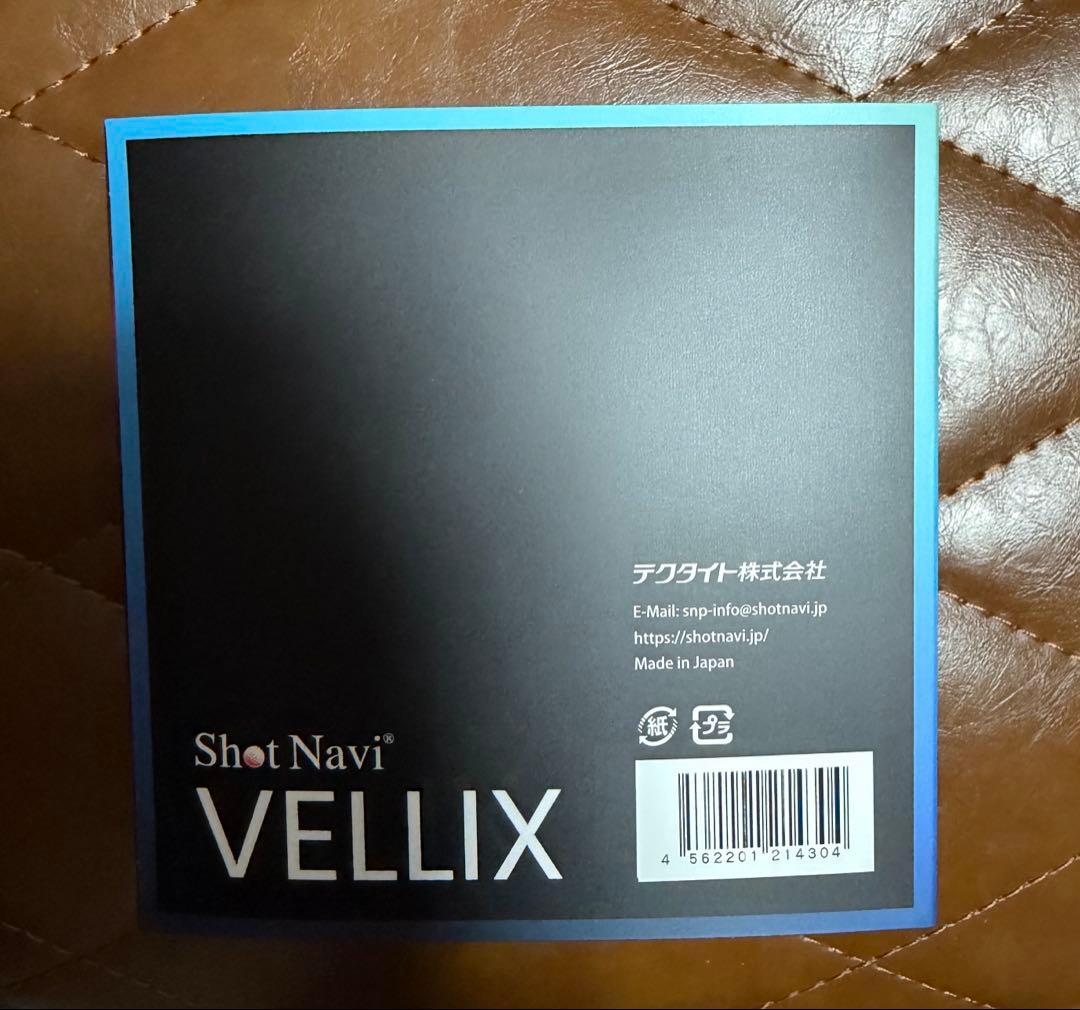 テクタイト株式会社
E-Mail: snp-info@shotnavi.jp
https://shotnavi.jp/
Made in Japan
紙 プラ
Shot Navi®
VELLIX
4 562201 214304